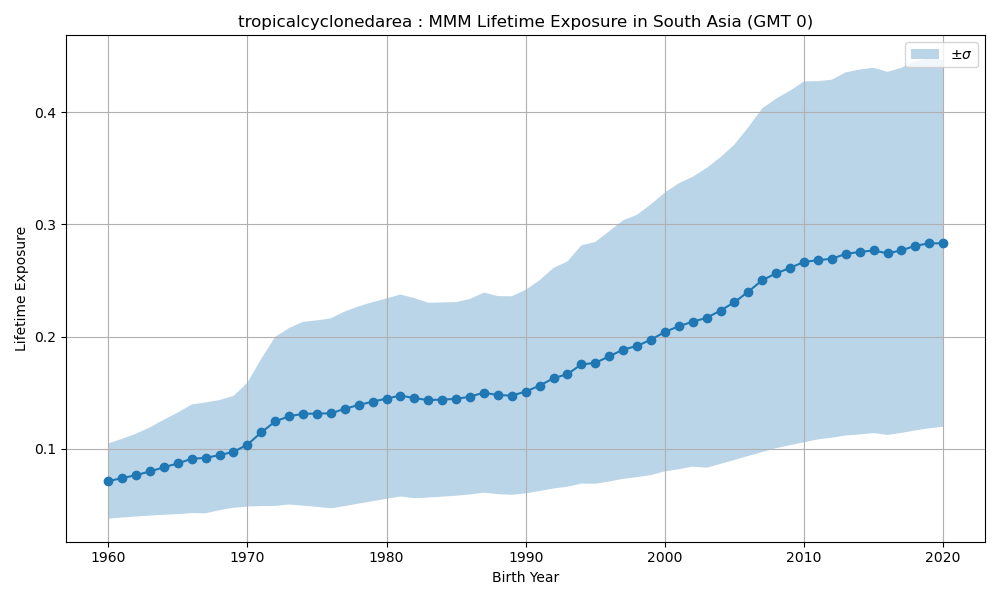 tropicalcyclonedarea : MMM Lifetime Exposure in South Asia (GMT 0)
±σ
0.4
0.3
0.2
0.1
Lifetime Exposure
1960 1970 1980 1990 2000 2010 2020
Birth Year